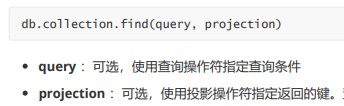 db.collection.find(query, projection)
• query ：可选，使用查询操作符指定查询条件
• projection ：可选，使用投影操作符指定返回的键。